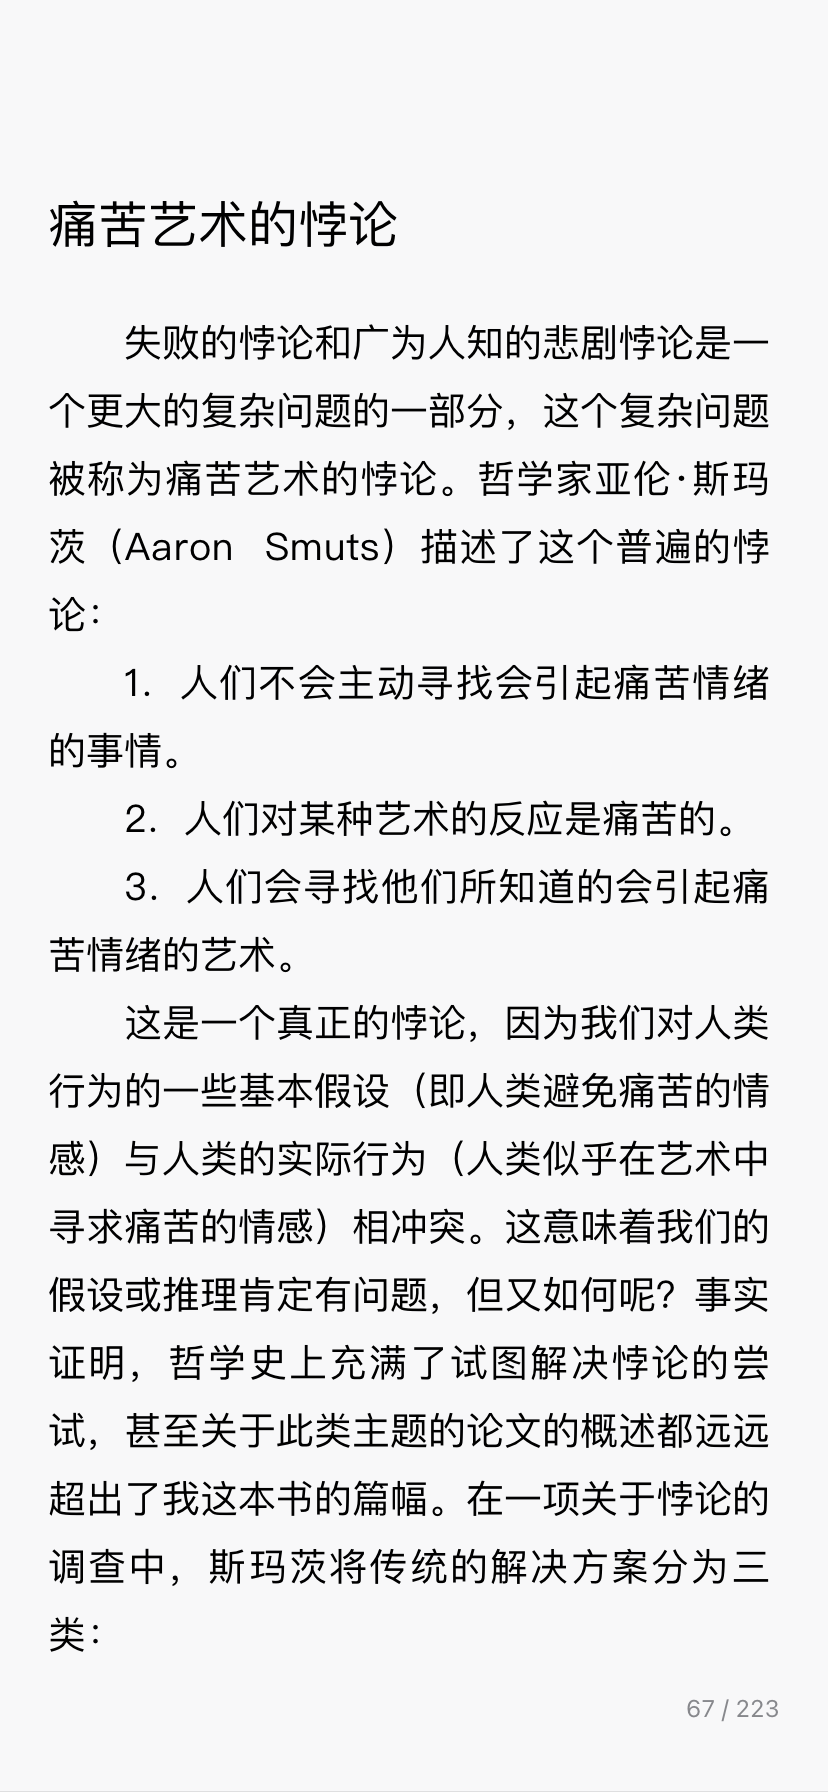 痛苦艺术的悖论
失败的悖论和广为人知的悲剧悖论是一
个更大的复杂问题的一部分，这个复杂问题
被称为痛苦艺术的悖论。哲学家亚伦·斯玛
茨（Aaron Smuts）描述了这个普遍的悖
论：
1. 人们不会主动寻找会引起痛苦情绪
的事情。
2. 人们对某种艺术的反应是痛苦的。
3. 人们会寻找他们所知道的会引起痛
苦情绪的艺术。
这是一个真正的悖论，因为我们对人类
行为的一些基本假设（即人类避免痛苦的情
感）与人类的实际行为（人类似乎在艺术中
寻求痛苦的情感）相冲突。这意味着我们的
假设或推理肯定有问题，但又如何呢？事实
证明，哲学史上充满了试图解决悖论的尝
试，甚至关于此类主题的论文的概述都远远
超出了我这本书的篇幅。在一项关于悖论的
调查中，斯玛茨将传统的解决方案分为三
类：
67 / 223